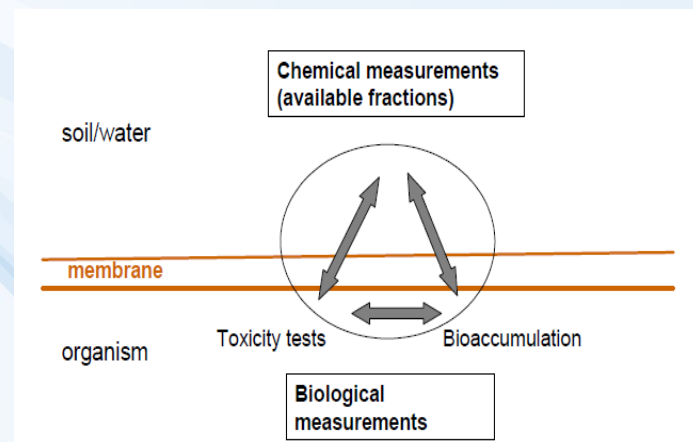 Chemical measurements
(available fractions)
soil/water
membrane
Toxicity tests
Bioaccumulation
organism
Biological
measurements